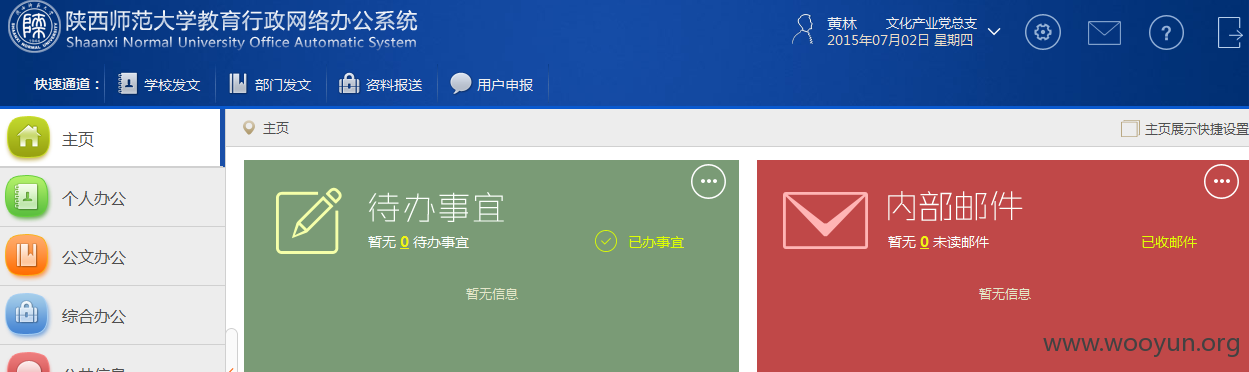 陕西师范大学教育行政网络办公系统
Shaanxi Normal University Office Automatic System
黄林 文化产业党总支
2015年07月02日 星期四
快速通道： 学校发文 部门发文 资料报送 用户申报
主页
主页展示快捷设置
主页
个人办公
公文办公
综合办公
公共信息
待办事宜
暂无 0 待办事宜 已办事宜
暂无信息
内部邮件
暂无 0 未读邮件 已收邮件
暂无信息
www.wooyun.org